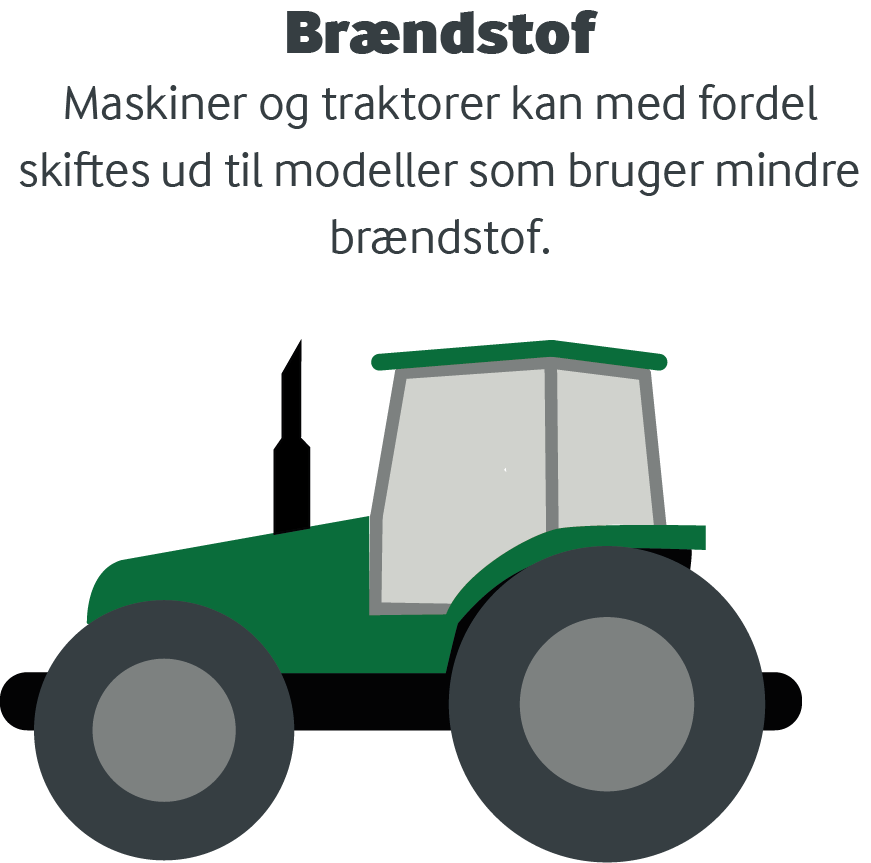 Brændstof
Maskiner og traktorer kan med fordel
skiftes ud til modeller som bruger mindre
brændstof.